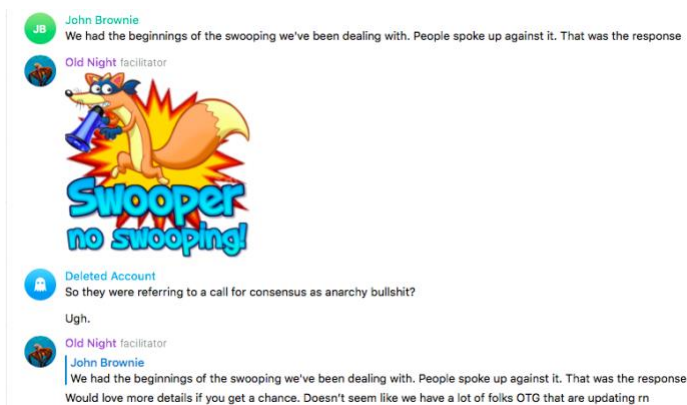 JB
John Brownie
We had the beginnings of the swooping we've been dealing with. People spoke up against it. That was the response
Old Night facilitator
Swooper
no swooping!
Deleted Account
So they were referring to a call for consensus as anarchy bullshit?
Ugh.
Old Night facilitator
John Brownie
We had the beginnings of the swooping we've been dealing with. People spoke up against it. That was the response
Would love more details if you get a chance. Doesn't seem like we have a lot of folks OTG that are updating rn